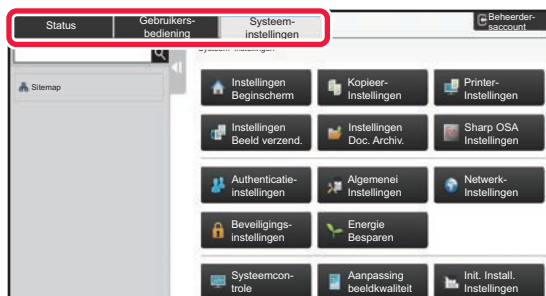 Status
Gebruikers-
bediening
Systeem-
instellingen
Beheerder-
saccount
Sitemap
Instellingen
Beginscherm
Kopieer-
Instellingen
Printer-
Instellingen
Instellingen
Beeld verzend.
Instellingen
Doc. Archiv.
Sharp OSA
Instellingen
Authenticatie-
instellingen
Algemenei
Instellingen
Netwerk-
Instellingen
Beveiligings-
instellingen
Energie
Besparen
Systeemcon-
trole
Aanpassing
beeldkwaliteit
Init. Install.
Instellingen